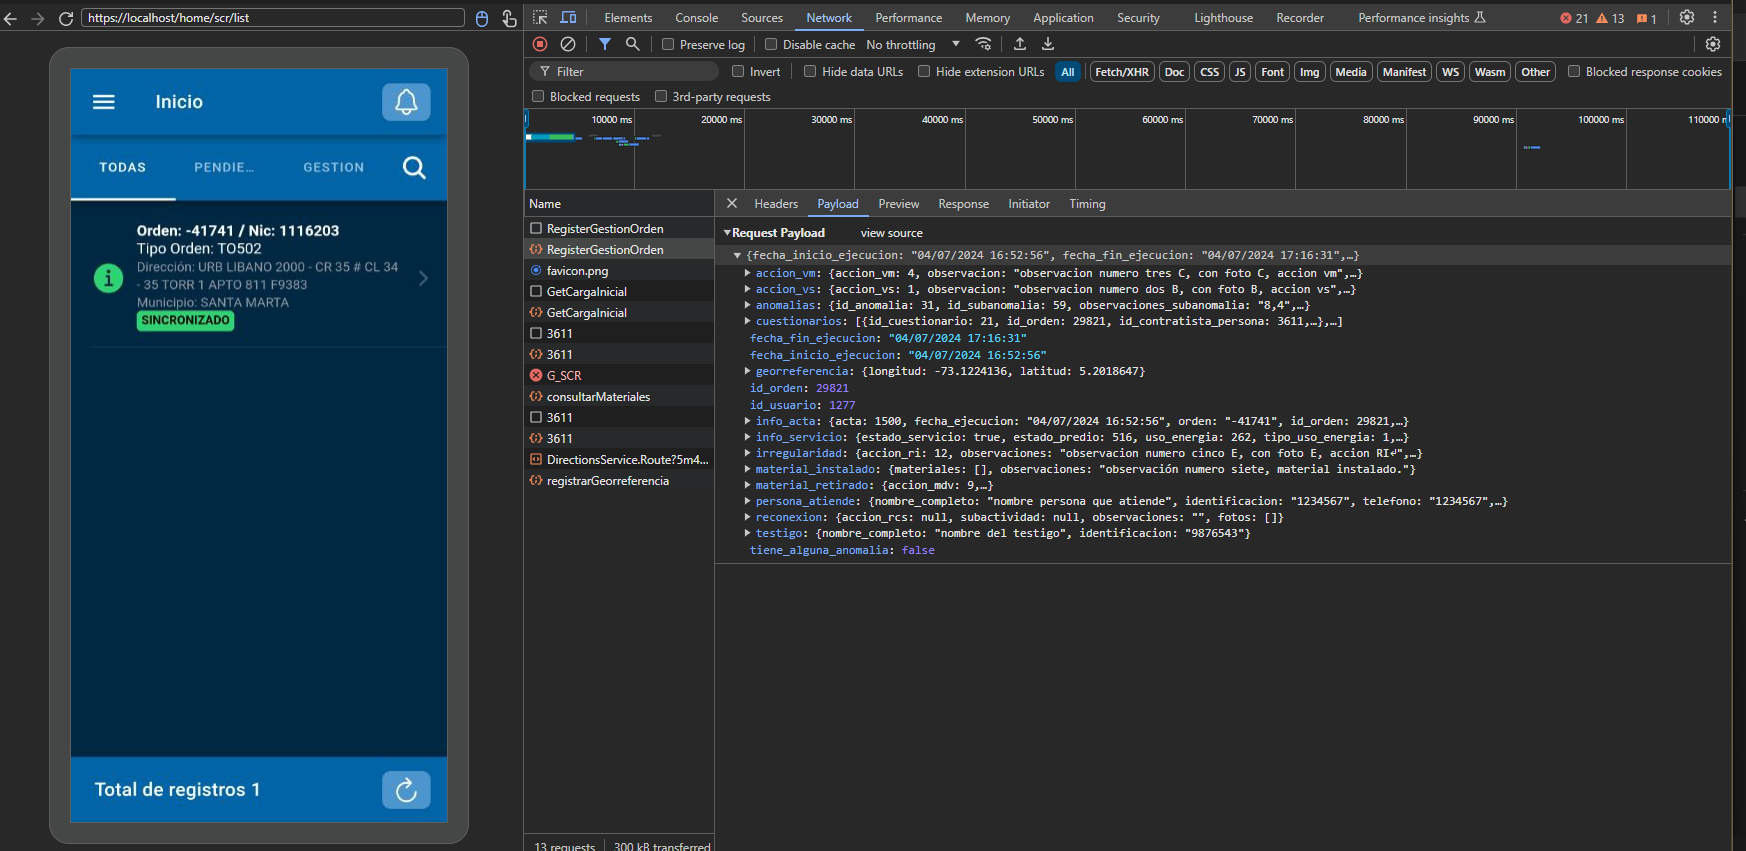 https://localhost/home/scr/list
Inicio
TODAS PENDIE... GESTION
Orden: -41741 / Nic: 1116203
Tipo Orden: TO502
Dirección: URB LIBANO 2000 - CR 35 # CL 34
- 35 TORR 1 APTO 811 F9383
Municipio: SANTA MARTA
SINCRONIZADO
Total de registros 1
Elements Console Sources Network Performance Memory Application Security Lighthouse Recorder Performance insights 21 13 1
Preserve log Disable cache No throttling
Filter Invert Hide data URLs Hide extension URLs All Fetch/XHR Doc CSS JS Font Img Media Manifest WS Wasm Other Blocked response cookies
Blocked requests 3rd-party requests
10000 ms 20000 ms 30000 ms 40000 ms 50000 ms 60000 ms 70000 ms 80000 ms 90000 ms 100000 ms 110000 m
Name
RegisterGestionOrden
RegisterGestionOrden
favicon.png
GetCargaInicial
GetCargaInicial
3611
3611
G_SCR
consultarMateriales
3611
3611
DirectionsService.Route?5m4...
registrarGeorreferencia
13 requests 300 kB transferred
Headers Payload Preview Response Initiator Timing
Request Payload view source
{fecha_inicio_ejecucion: "04/07/2024 16:52:56", fecha_fin_ejecucion: "04/07/2024 17:16:31",…}
accion_vm: {accion_vm: 4, observacion: "observacion numero tres C, con foto C, accion vm",…}
accion_vs: {accion_vs: 1, observacion: "observacion numero dos B, con foto B, accion vs",…}
anomalias: {id_anomalia: 31, id_subanomalia: 59, observaciones_subanomalia: "8,4",…}
cuestionarios: [{id_cuestionario: 21, id_orden: 29821, id_contratista_persona: 3611,…},…]
fecha_fin_ejecucion: "04/07/2024 17:16:31"
fecha_inicio_ejecucion: "04/07/2024 16:52:56"
georreferencia: {longitud: -73.1224136, latitud: 5.2018647}
id_orden: 29821
id_usuario: 1277
info_acta: {acta: 1500, fecha_ejecucion: "04/07/2024 16:52:56", orden: "-41741", id_orden: 29821,…}
info_servicio: {estado_servicio: true, estado_predio: 516, uso_energia: 262, tipo_uso_energia: 1,…}
irregularidad: {accion_ri: 12, observaciones: "observacion numero cinco E, con foto E, accion RI↵",…}
material_instalado: {materiales: [], observaciones: "observación numero siete, material instalado."}
material_retirado: {accion_mdv: 9,…}
persona_atiende: {nombre_completo: "nombre persona que atiende", identificacion: "1234567", telefono: "1234567",…}
reconexion: {accion_rcs: null, subactividad: null, observaciones: "", fotos: []}
testigo: {nombre_completo: "nombre del testigo", identificacion: "9876543"}
tiene_alguna_anomalia: false